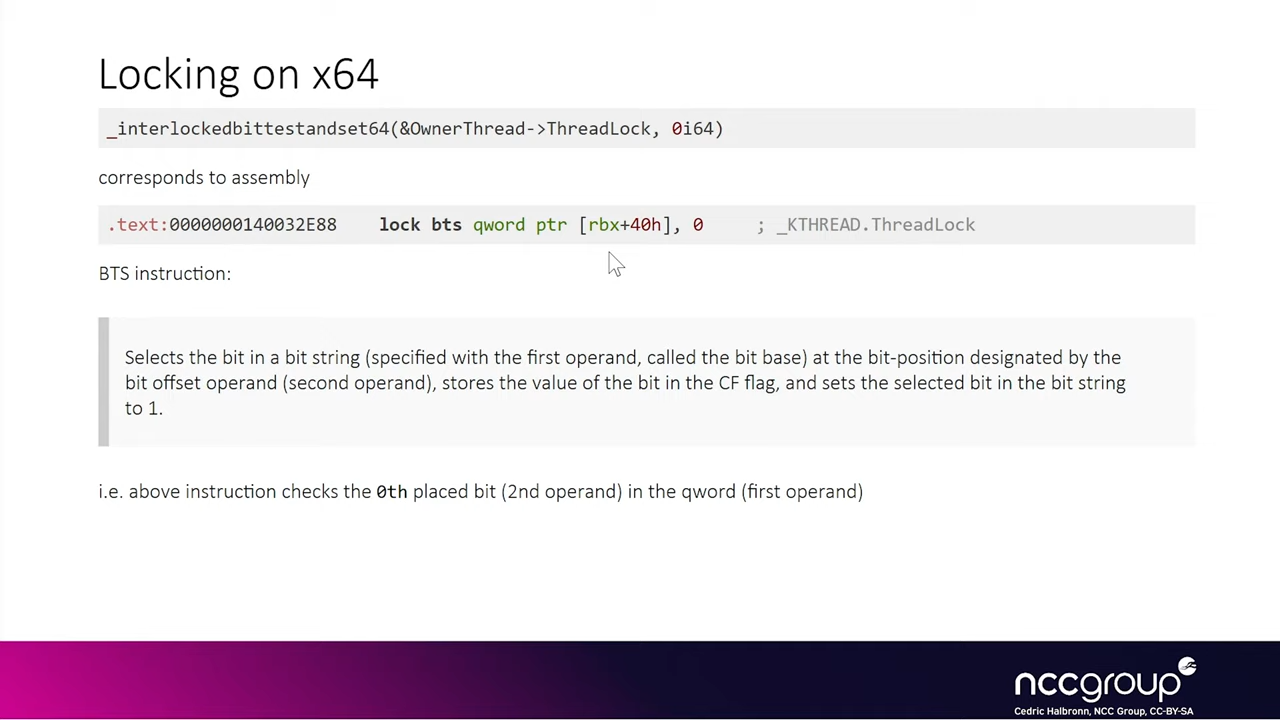 Locking on x64
_interlockedbittestandset64(&OwnerThread->ThreadLock, 0i64)
corresponds to assembly
.text:0000000140032E88    lock bts qword ptr [rbx+40h], 0    ; _KTHREAD.ThreadLock
BTS instruction:
Selects the bit in a bit string (specified with the first operand, called the bit base) at the bit-position designated by the
bit offset operand (second operand), stores the value of the bit in the CF flag, and sets the selected bit in the bit string
to 1.
i.e. above instruction checks the 0th placed bit (2nd operand) in the qword (first operand)
nccgroup
Cedric Halbronn, NCC Group, CC-BY-SA